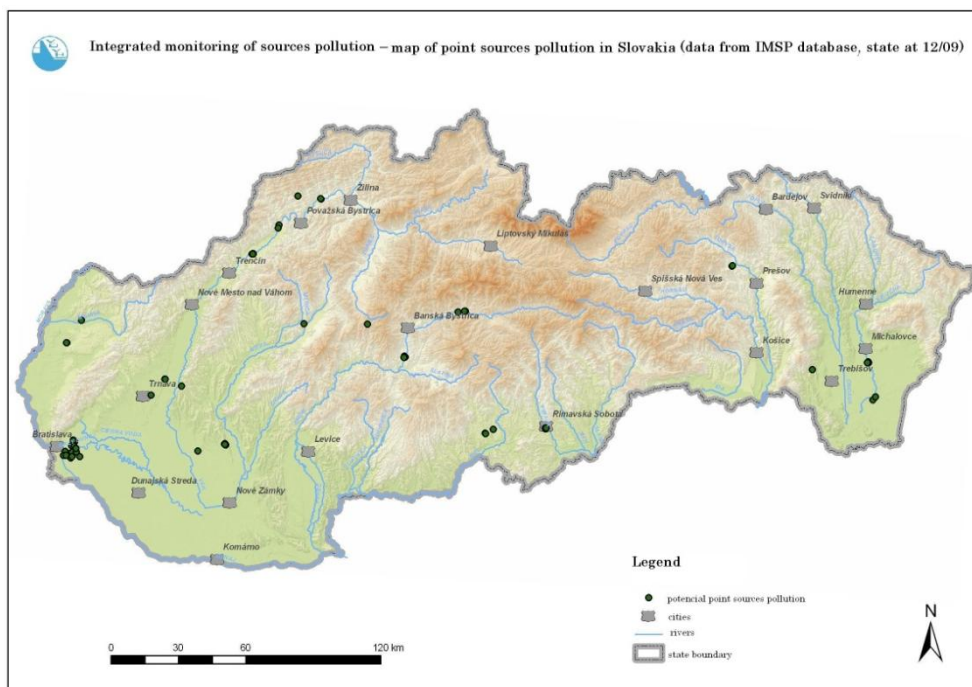 Integrated monitoring of sources pollution – map of point sources pollution in Slovakia (data from IMSP database, state at 12/09)
Žilina
Považská Bystrica
Bardejov
Svidník
Liptovský Mikuláš
Trenčín
Spišská Nová Ves
Prešov
Nové Mesto nad Váhom
Humenné
Banská Bystrica
Michalovce
Košice
Trebišov
Trnava
Rimavská Sobota
Bratislava
Levice
Dunajská Streda
Nové Zámky
Komárno
Legend
potencial point sources pollution
cities
rivers
state boundary
N
0 30 60 120 km